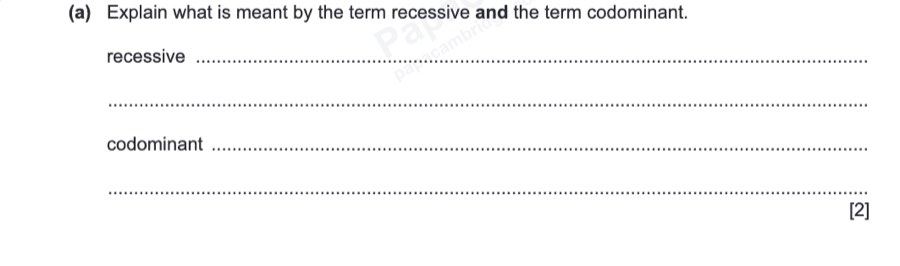 (a) Explain what is meant by the term recessive and the term codominant.
recessive ..........................................................................................................................
..........................................................................................................................................
codominant .......................................................................................................................
..........................................................................................................................................
[2]